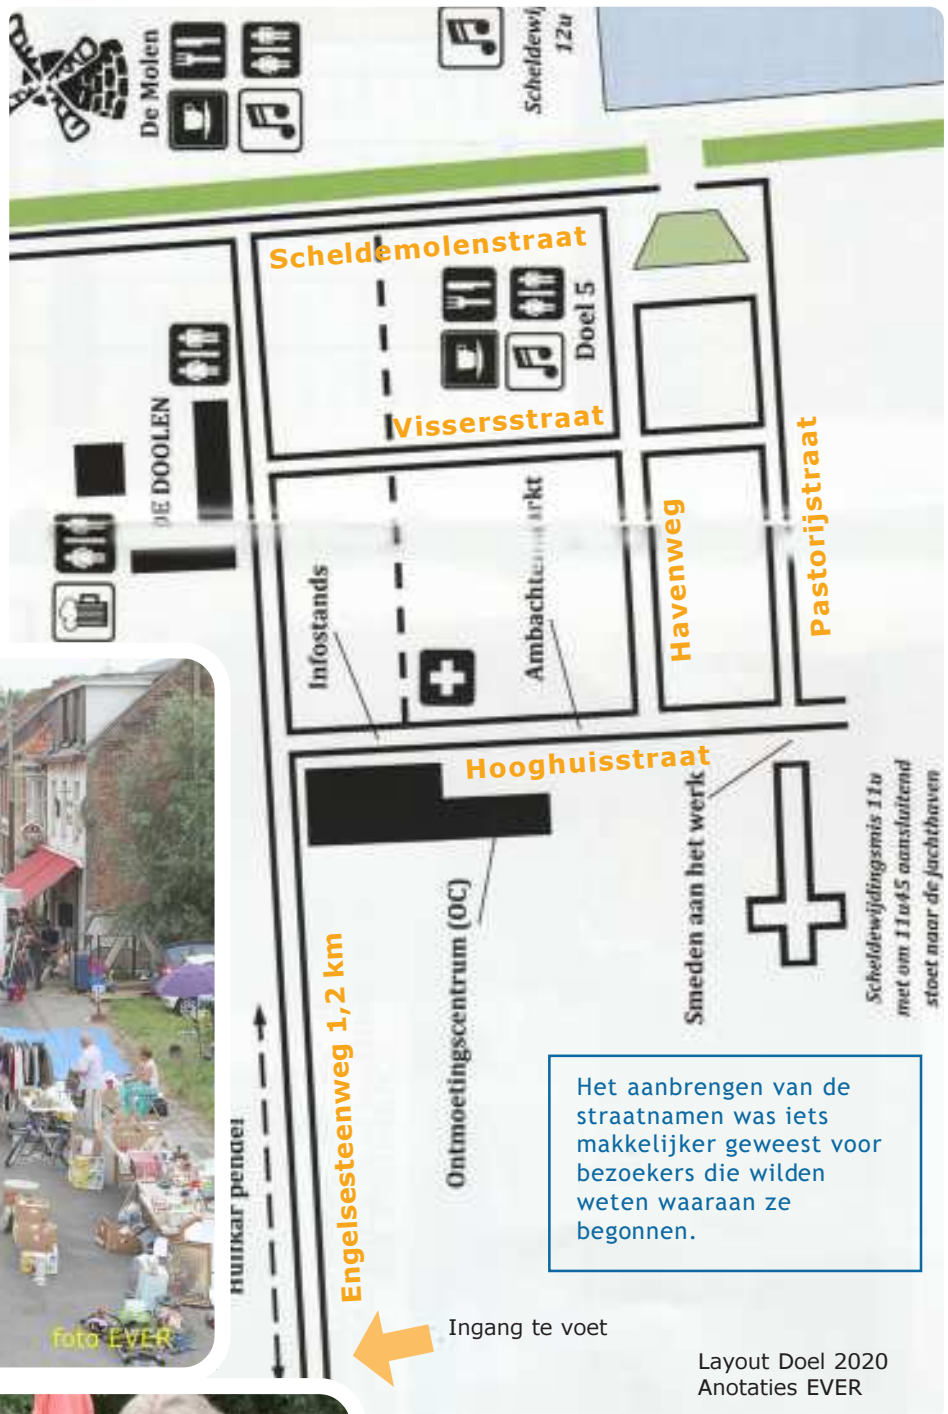 De Molen
Scheldewij
12u
Scheldemolenstraat
Doel 5
Vissersstraat
DE DOOLEN
Infostands
Ambachtenmarkt
Havenweg
Pastorijstraat
Hooghuisstraat
Smeden aan het werk
Ontmoetingscentrum (OC)
Scheldewijdingsmis 11u
met om 11u45 aansluitend
stoet naar de jachthaven
Engelsesteenweg 1,2 km
Huifkar pendel
Het aanbrengen van de
straatnamen was iets
makkelijker geweest voor
bezoekers die wilden
weten waaraan ze
begonnen.
Ingang te voet
foto EVER
Layout Doel 2020
Anotaties EVER